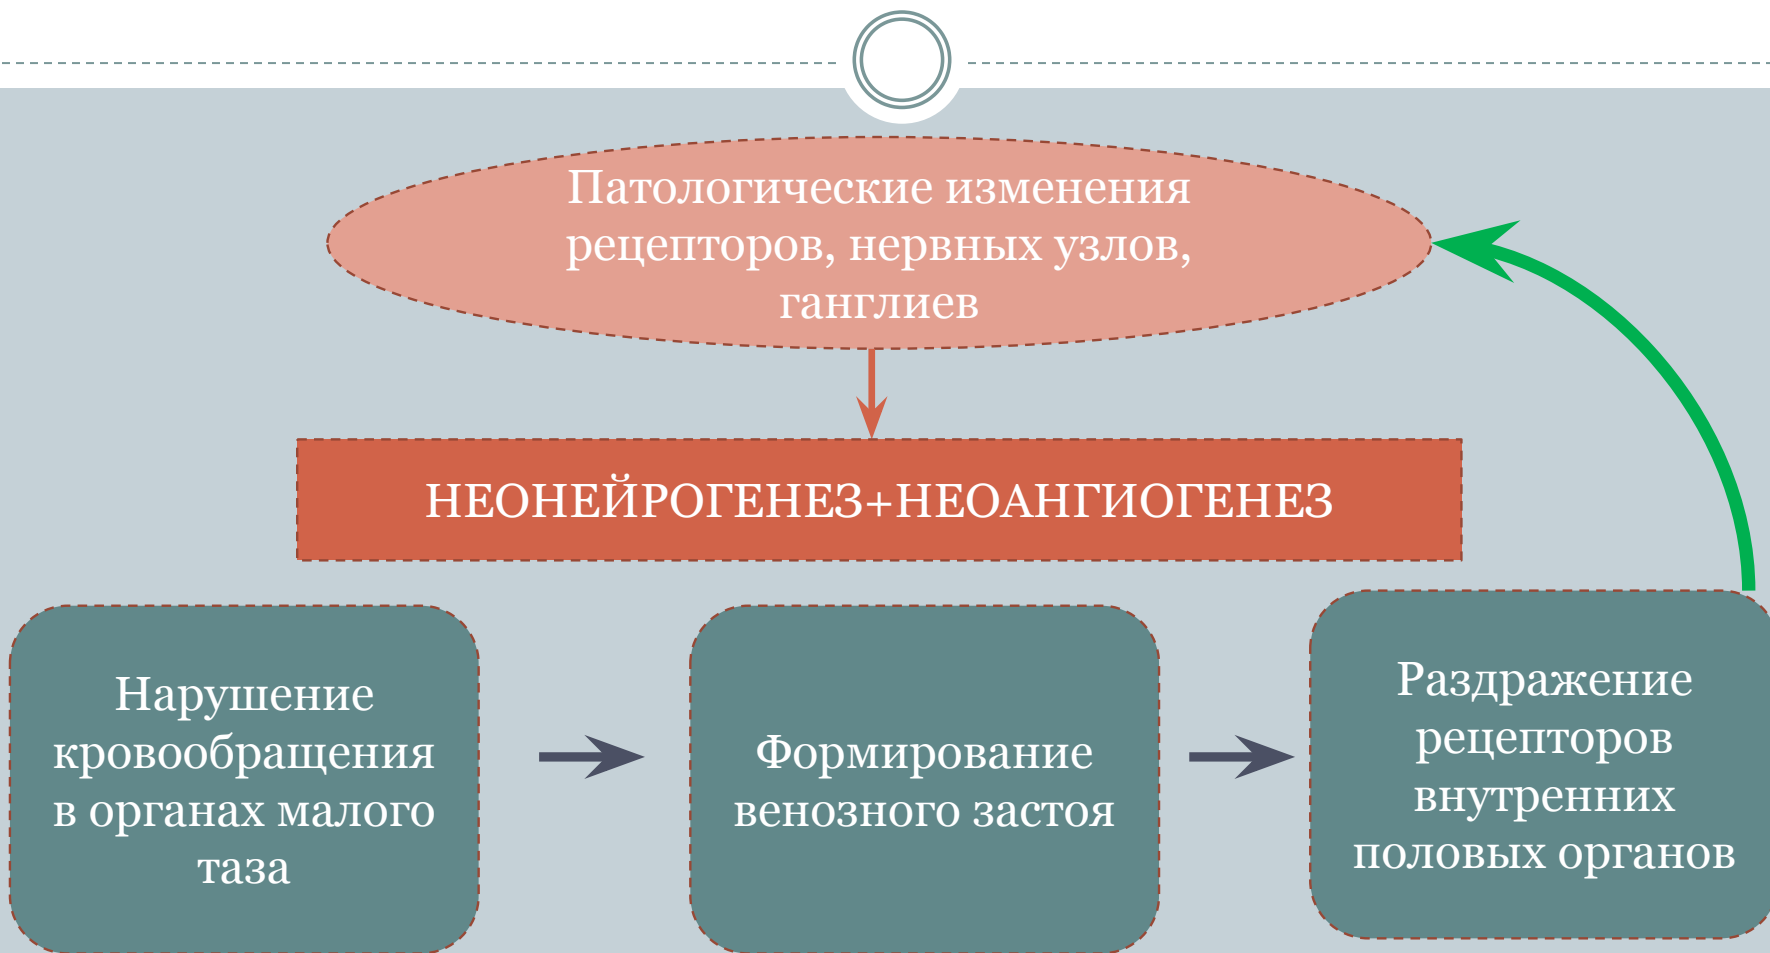 Патологические изменения
рецепторов, нервных узлов,
ганглиев
НЕОНЕЙРОГЕНЕЗ+НЕОАНГИОГЕНЕЗ
Нарушение
кровообращения
в органах малого
таза
Формирование
венозного застоя
Раздражение
рецепторов
внутренних
половых органов